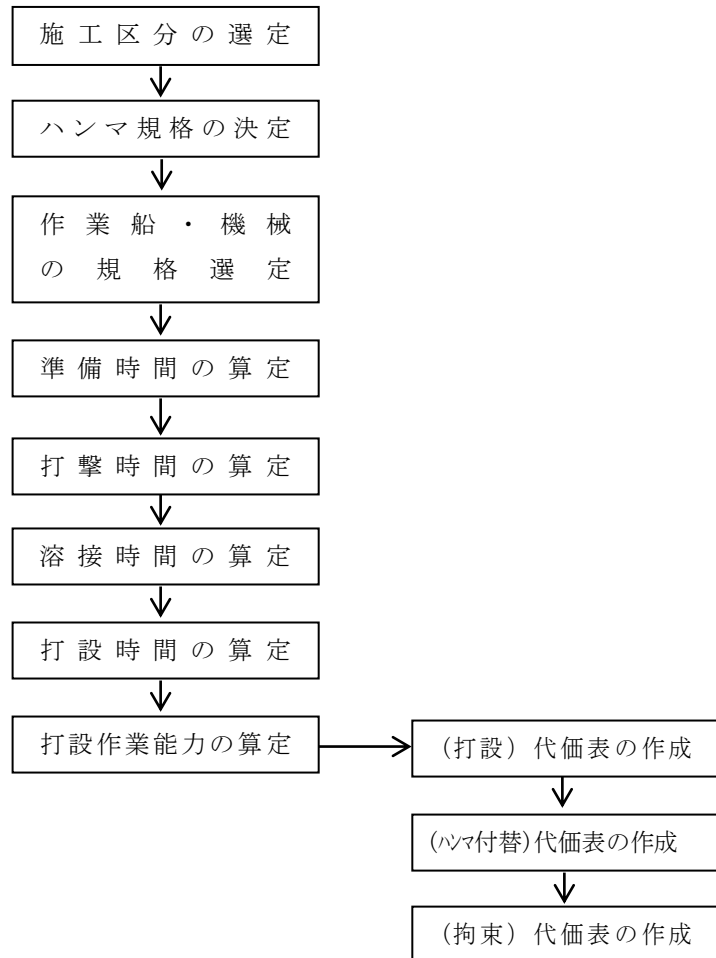 施工区分の選定
ハンマ規格の決定
作業船・機械
の規格選定
準備時間の算定
打撃時間の算定
溶接時間の算定
打設時間の算定
打設作業能力の算定
(打設) 代価表の作成
(ハンマ付替)代価表の作成
(拘束) 代価表の作成